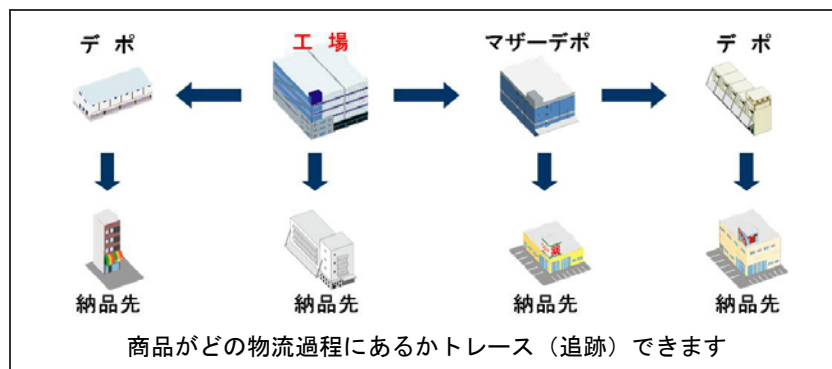 デポ
工場
マザーデポ
デポ
納品先
納品先
納品先
納品先
商品がどの物流過程にあるかトレース（追跡）できます